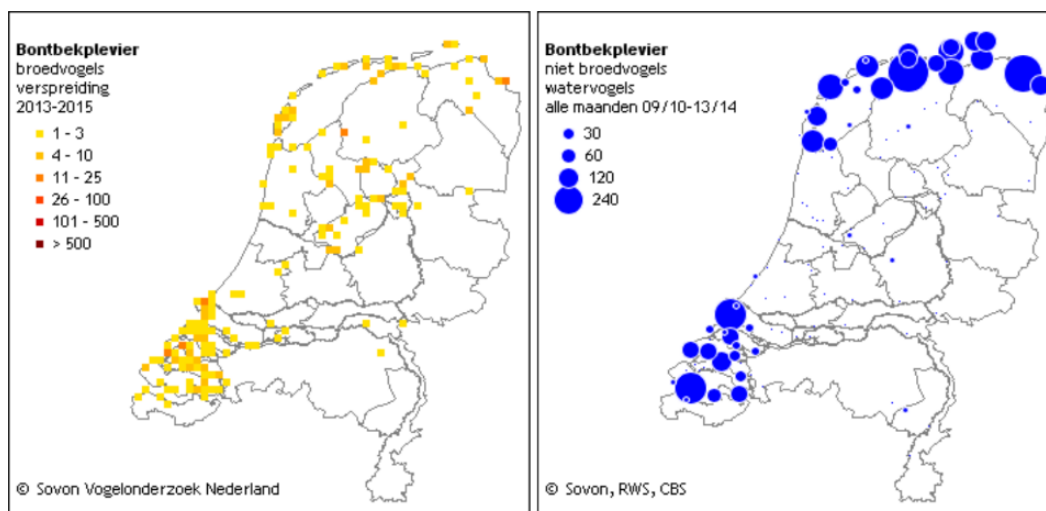 Bontbekplevier
broedvogels
verspreiding
2013-2015
1 - 3
4 - 10
11 - 25
26 - 100
101 - 500
> 500
© Sovon Vogelonderzoek Nederland
Bontbekplevier
niet broedvogels
watervogels
alle maanden 09/10-13/14
30
60
120
240
© Sovon, RWS, CBS